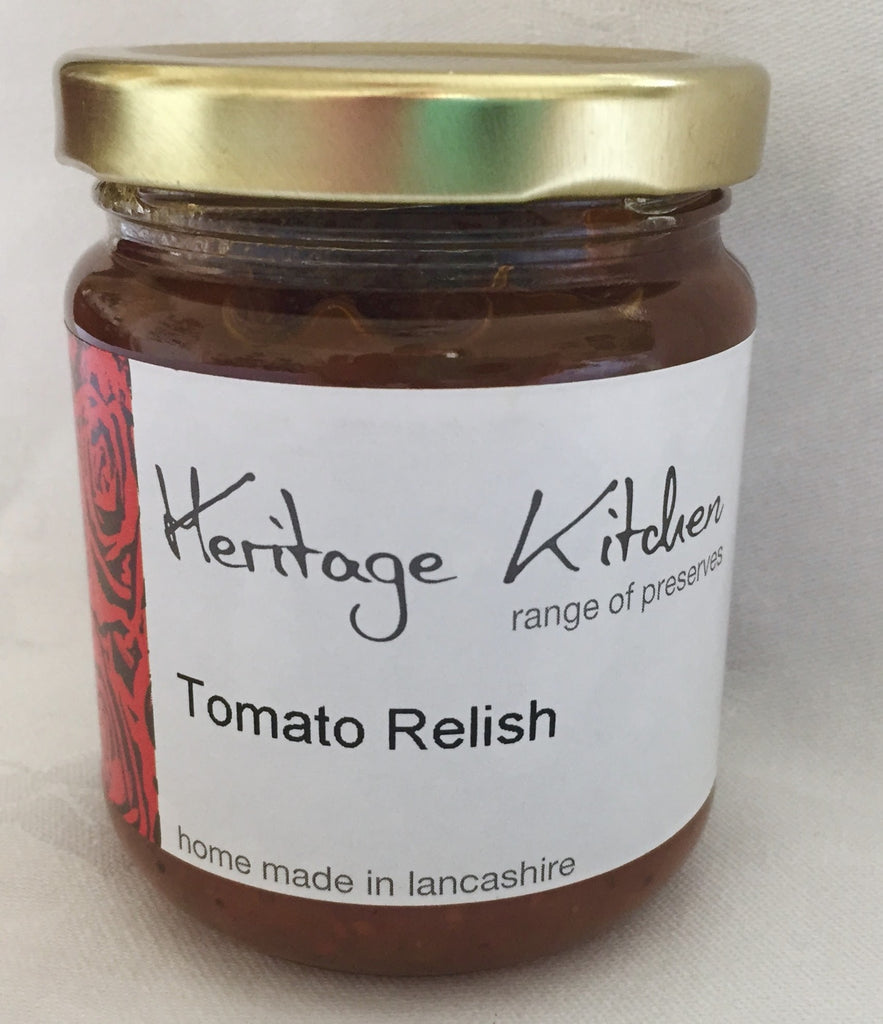 Heritage Kitchen
range of preserves
Tomato Relish
home made in lancashire